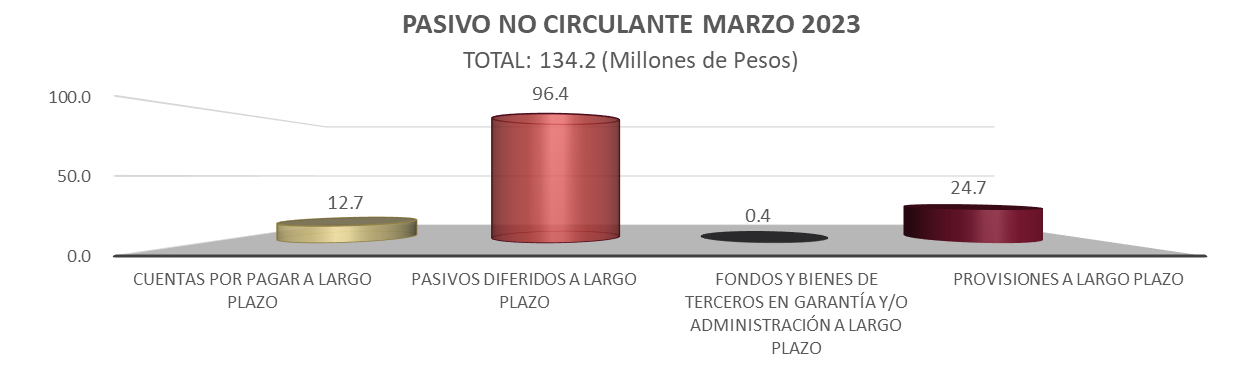 PASIVO NO CIRCULANTE MARZO 2023
TOTAL: 134.2 (Millones de Pesos)
100.0
50.0
0.0
12.7
96.4
0.4
24.7
CUENTAS POR PAGAR A LARGO
PLAZO
PASIVOS DIFERIDOS A LARGO
PLAZO
FONDOS Y BIENES DE
TERCEROS EN GARANTÍA Y/O
ADMINISTRACIÓN A LARGO
PLAZO
PROVISIONES A LARGO PLAZO